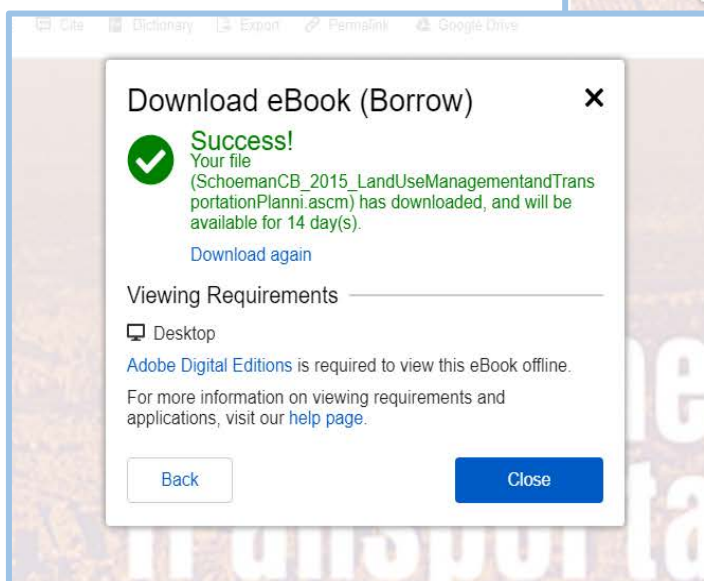 Cite Dictionary Export Permalink Google Drive
Download eBook (Borrow)
Success!
Your file
(SchoemanCB_2015_LandUseManagementandTrans
portationPlanni.ascm) has downloaded, and will be
available for 14 day(s).
Download again
Viewing Requirements
Desktop
Adobe Digital Editions is required to view this eBook offline.
For more information on viewing requirements and
applications, visit our help page.
Back Close